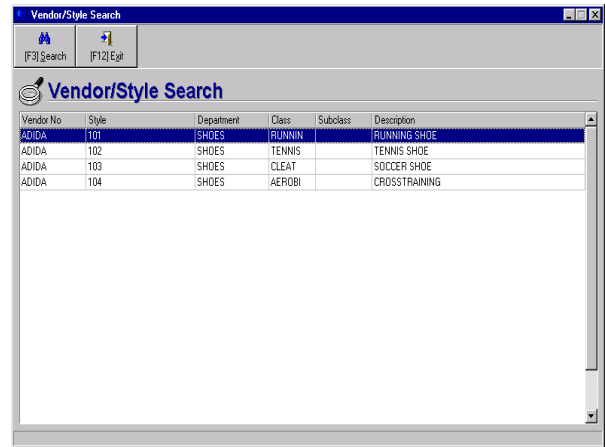 Vendor/Style Search
[F3] Search [F12] Exit
Vendor/Style Search
Vendor No Style Department Class Subclass Description
ADIDA 101 SHOES RUNNIN RUNNING SHOE
ADIDA 102 SHOES TENNIS TENNIS SHOE
ADIDA 103 SHOES CLEAT SOCCER SHOE
ADIDA 104 SHOES AEROBI CROSSTRAINING